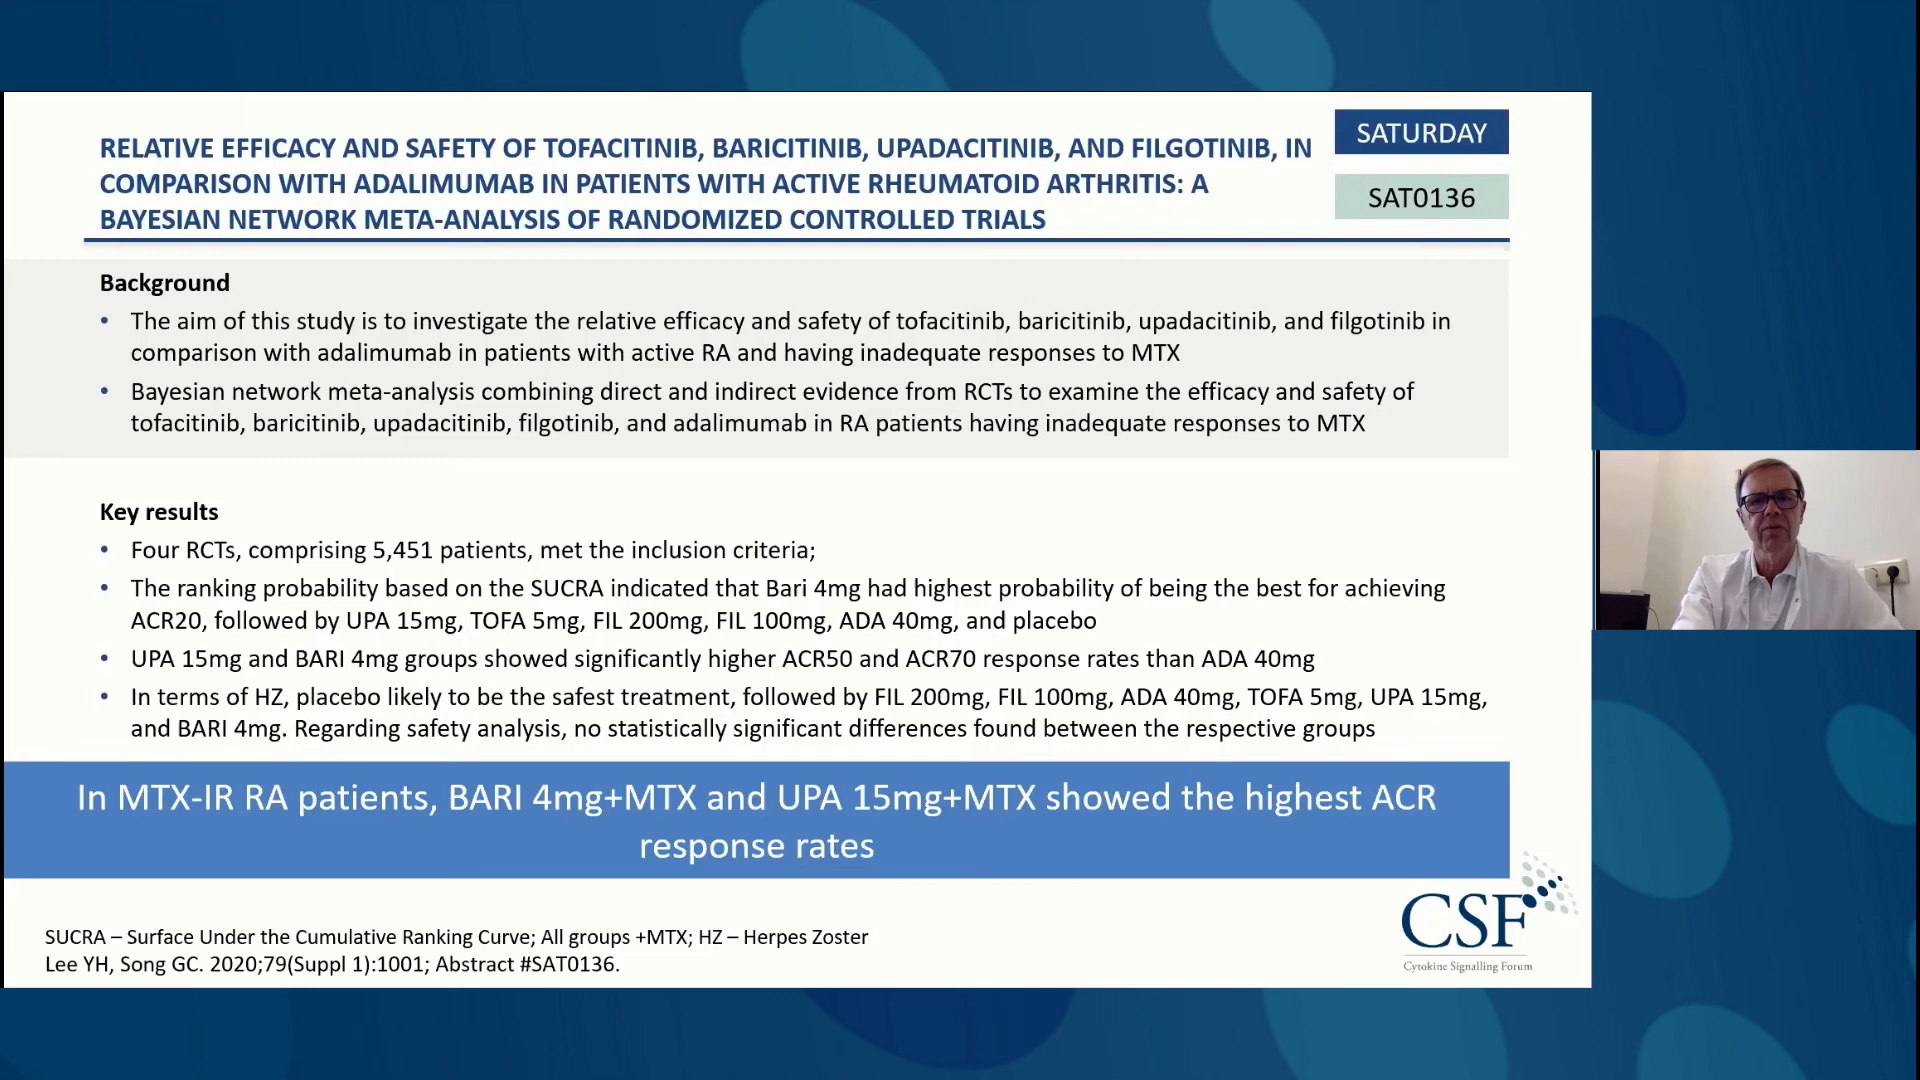 RELATIVE EFFICACY AND SAFETY OF TOFACITINIB, BARICITINIB, UPADACITINIB, AND FILGOTINIB, IN
COMPARISON WITH ADALIMUMAB IN PATIENTS WITH ACTIVE RHEUMATOID ARTHRITIS: A
BAYESIAN NETWORK META-ANALYSIS OF RANDOMIZED CONTROLLED TRIALS
SATURDAY
SAT0136
Background
• The aim of this study is to investigate the relative efficacy and safety of tofacitinib, baricitinib, upadacitinib, and filgotinib in
comparison with adalimumab in patients with active RA and having inadequate responses to MTX
• Bayesian network meta-analysis combining direct and indirect evidence from RCTs to examine the efficacy and safety of
tofacitinib, baricitinib, upadacitinib, filgotinib, and adalimumab in RA patients having inadequate responses to MTX
Key results
• Four RCTs, comprising 5,451 patients, met the inclusion criteria;
• The ranking probability based on the SUCRA indicated that Bari 4mg had highest probability of being the best for achieving
ACR20, followed by UPA 15mg, TOFA 5mg, FIL 200mg, FIL 100mg, ADA 40mg, and placebo
• UPA 15mg and BARI 4mg groups showed significantly higher ACR50 and ACR70 response rates than ADA 40mg
• In terms of HZ, placebo likely to be the safest treatment, followed by FIL 200mg, FIL 100mg, ADA 40mg, TOFA 5mg, UPA 15mg,
and BARI 4mg. Regarding safety analysis, no statistically significant differences found between the respective groups
In MTX-IR RA patients, BARI 4mg+MTX and UPA 15mg+MTX showed the highest ACR
response rates
SUCRA – Surface Under the Cumulative Ranking Curve; All groups +MTX; HZ – Herpes Zoster
Lee YH, Song GC. 2020;79(Suppl 1):1001; Abstract #SAT0136.
CSF
Cytokine Signalling Forum